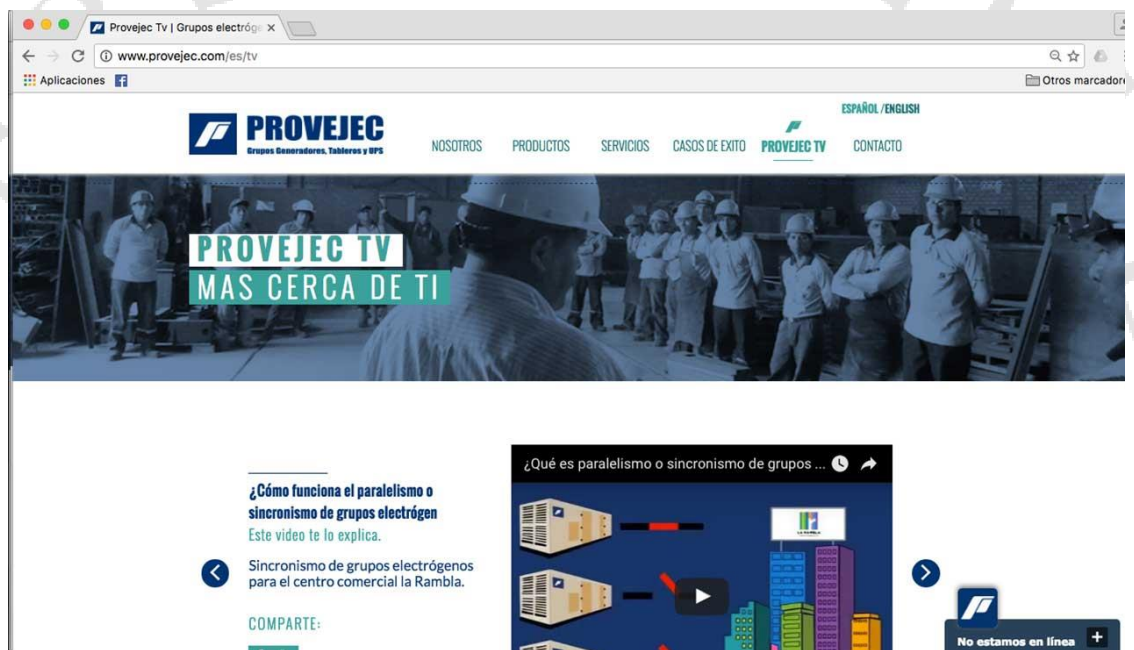 Provejec Tv | Grupos electróge
www.provejec.com/es/tv
Aplicaciones
Otros marcadore
ESPAÑOL /ENGLISH
PROVEJEC
Grupos Generadores, Tableros y UPS
NOSOTROS PRODUCTOS SERVICIOS CASOS DE EXITO PROVEJEC TV CONTACTO
PROVEJEC TV
MAS CERCA DE TI
¿Cómo funciona el paralelismo o
sincronismo de grupos electrógen
Este video te lo explica.
Sincronismo de grupos electrógenos
para el centro comercial la Rambla.
COMPARTE:
¿Qué es paralelismo o sincronismo de grupos ...
LA RAMBLA
No estamos en línea